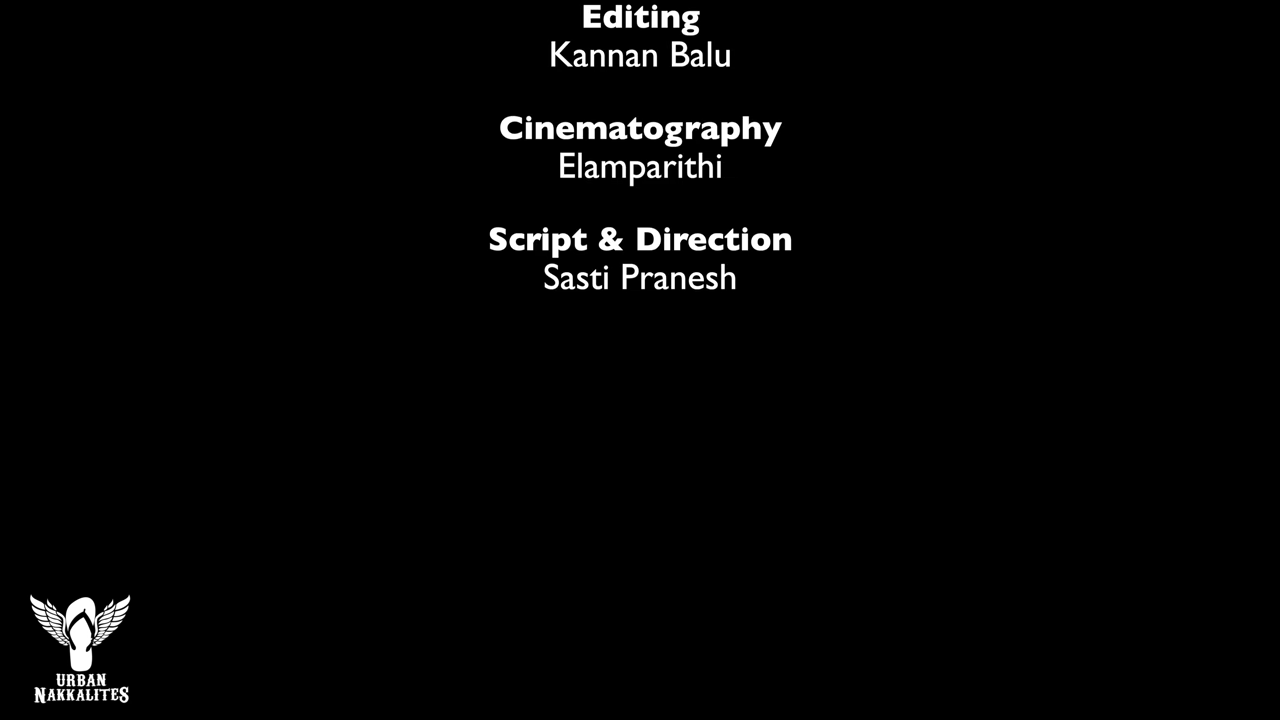 Editing
Kannan Balu
Cinematography
Elamparithi
Script & Direction
Sasti Pranesh
URBAN
NAKKALITES